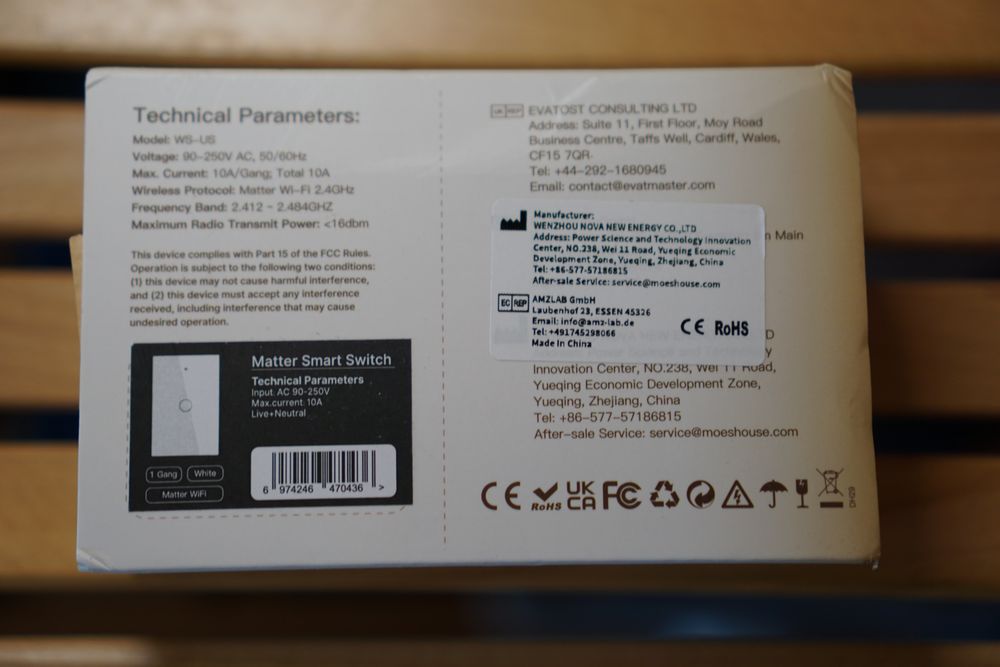 Technical Parameters:
Model: WS-US
Voltage: 90-250V AC, 50/60Hz
Max. Current: 10A/Gang; Total 10A
Wireless Protocol: Matter Wi-Fi 2.4GHz
Frequency Band: 2.412 ~ 2.484GHZ
Maximum Radio Transmit Power: <16dbm
This device complies with Part 15 of the FCC Rules.
Operation is subject to the following two conditions:
(1) this device may not cause harmful interference,
and (2) this device must accept any interference
received, including interference that may cause
undesired operation.
Matter Smart Switch
Technical Parameters
Input: AC 90-250V
Max.current: 10A
Live+Neutral
1 Gang
White
Matter WiFi
6 974246 470436 >
UK REP
EVATOST CONSULTING LTD
Address: Suite 11, First Floor, Moy Road
Business Centre, Taffs Well, Cardiff, Wales,
CF15 7QR.
Tel: +44-292-1680945
Email: contact@evatmaster.com
Main
Manufacturer:
WENZHOU NOVA NEW ENERGY CO.,LTD
Address: Power Science and Technology Innovation
Center, NO.238, Wei 11 Road, Yueqing Economic
Development Zone, Yueqing, Zhejiang, China
Tel: +86-577-57186815
After-sale Service: service@moeshouse.com
EC REP
AMZLAB GmbH
Laubenhof 23, ESSEN 45326
Email: info@amz-lab.de
Tel: +491745298066
Made In China
CE RoHS
Innovation Center, NO.238, Wei 11 Road,
Yueqing Economic Development Zone,
Yueqing, Zhejiang, China
Tel: +86-577-57186815
After-sale Service: service@moeshouse.com
CE RoHS UK CA FC
DH29